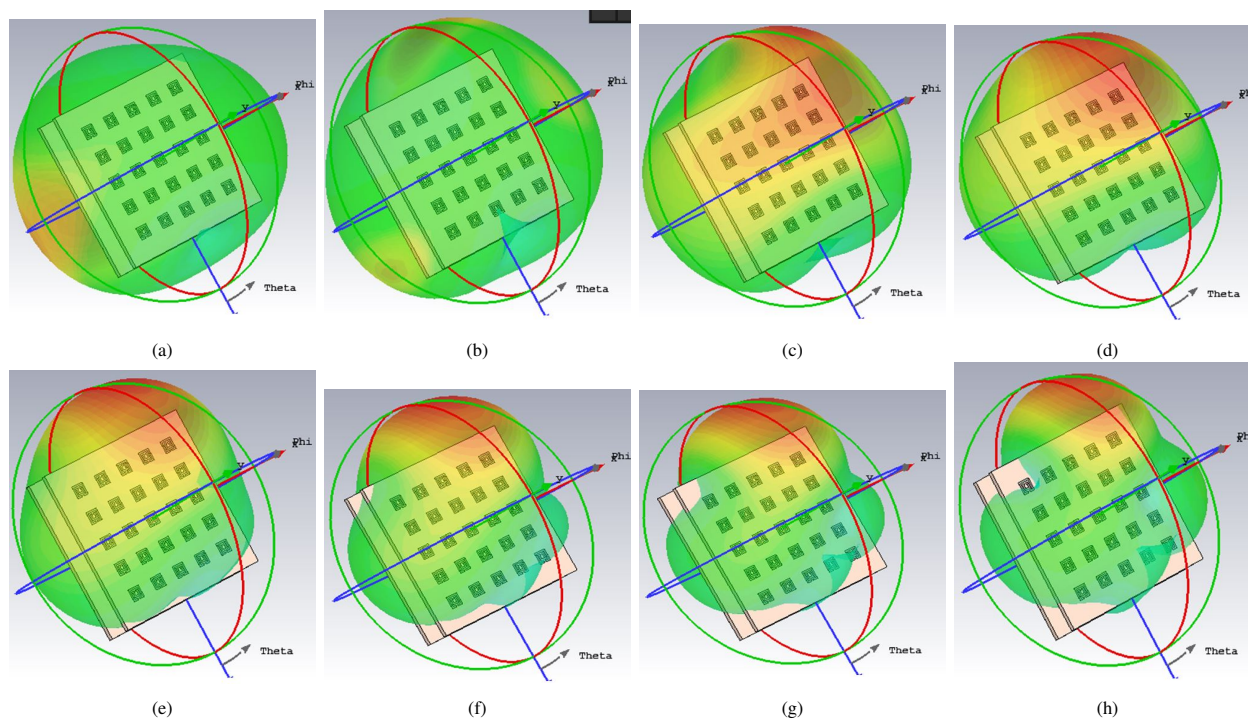 Phi
y
Theta
Phi
y
Theta
Phi
y
Theta
Phi
y
Theta
(a) (b) (c) (d)
Phi
y
Theta
Phi
y
Theta
Phi
y
Theta
Phi
y
Theta
(e) (f) (g) (h)